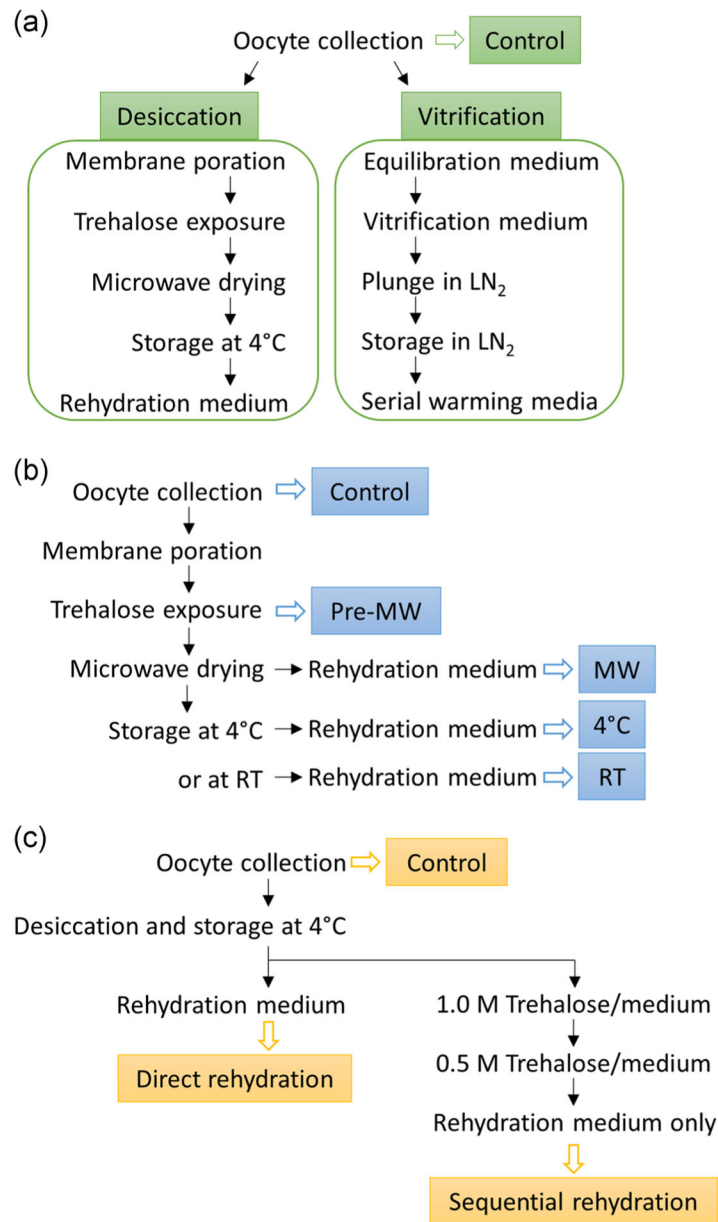 (a)
Oocyte collection
Control
Desiccation
Vitrification
Membrane poration
Trehalose exposure
Microwave drying
Storage at 4°C
Rehydration medium
Equilibration medium
Vitrification medium
Plunge in LN₂
Storage in LN₂
Serial warming media
(b)
Oocyte collection
Control
Membrane poration
Trehalose exposure
Pre-MW
Microwave drying
Rehydration medium
MW
Storage at 4°C
Rehydration medium
4°C
or at RT
Rehydration medium
RT
(c)
Oocyte collection
Control
Desiccation and storage at 4°C
Rehydration medium
Direct rehydration
1.0 M Trehalose/medium
0.5 M Trehalose/medium
Rehydration medium only
Sequential rehydration